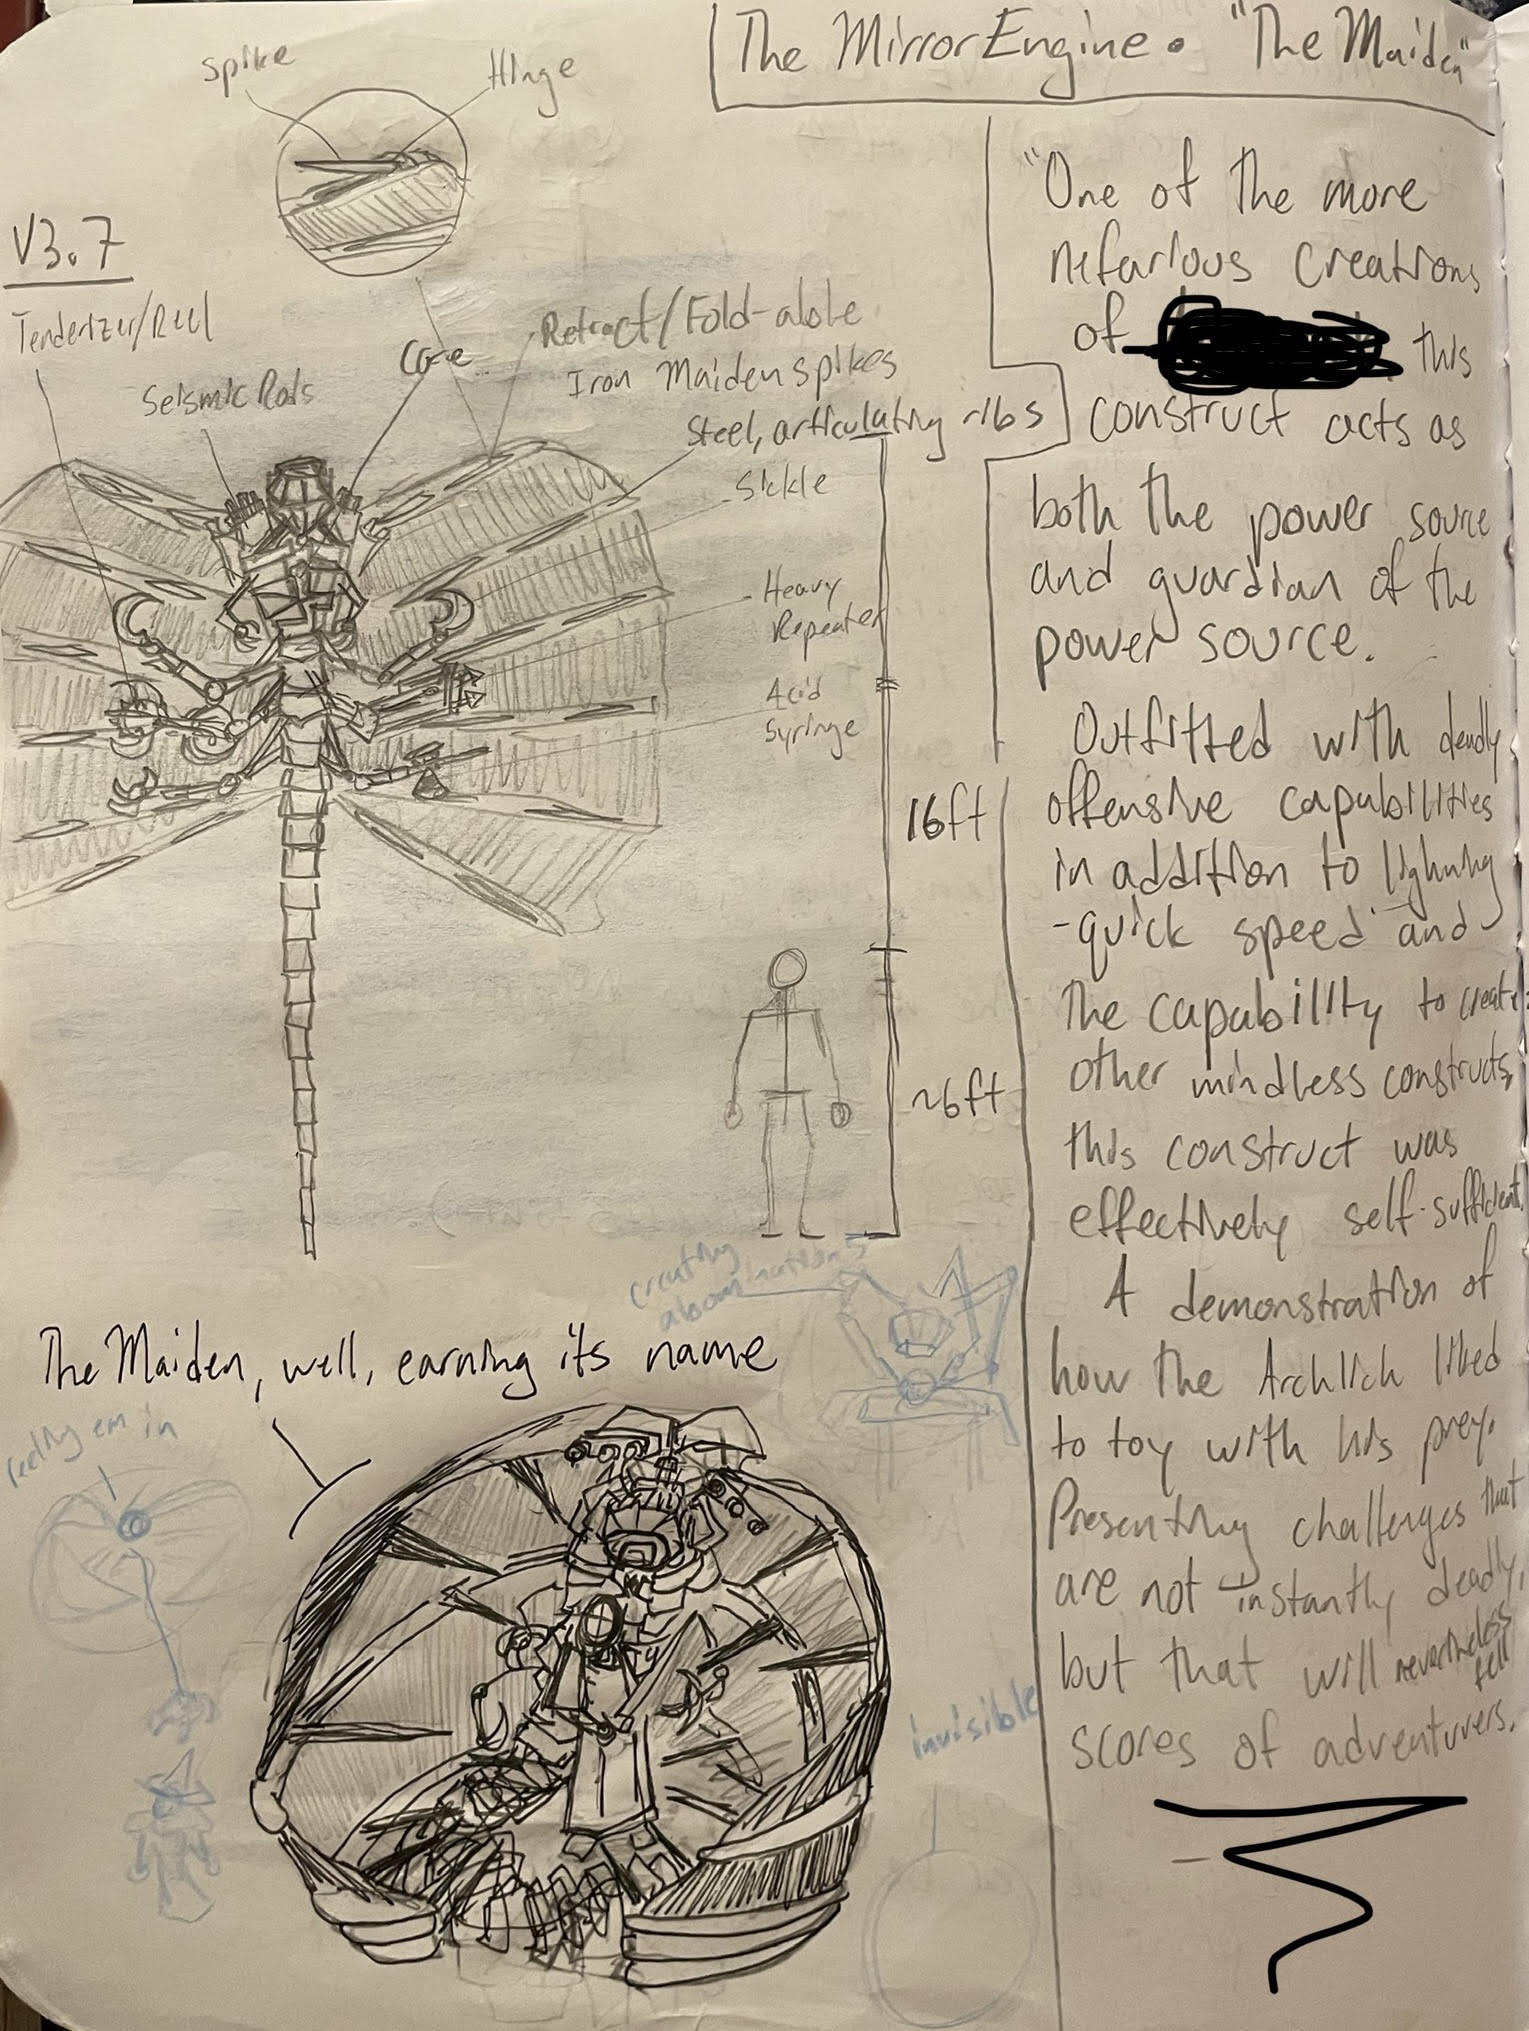 The Mirror Engine. "The Maiden"
Spike
Hinge
V3.7
Tenderizer/Reel
Seismic Rods
Core
Retract/Fold-able
Iron Maiden spikes
Steel, articulating ribs
Sickle
Heavy
Repeater
Acid
Syringe
16ft
~6ft
creating
abominations
The Maiden, well, earning its name
reeling em in
invisible
"One of the more
nefarious creations
of this
construct acts as
both the power source
and guardian of the
power source.
Outfitted with deadly
offensive capabilities
in addition to lightning
-quick speed and
the capability to create
other mindless constructs,
this construct was
effectively self-sufficient.
A demonstration of
how the Archlich liked
to toy with his prey.
Presenting challenges that
are not instantly deadly,
but that will nevertheless
fell
scores of adventurers.